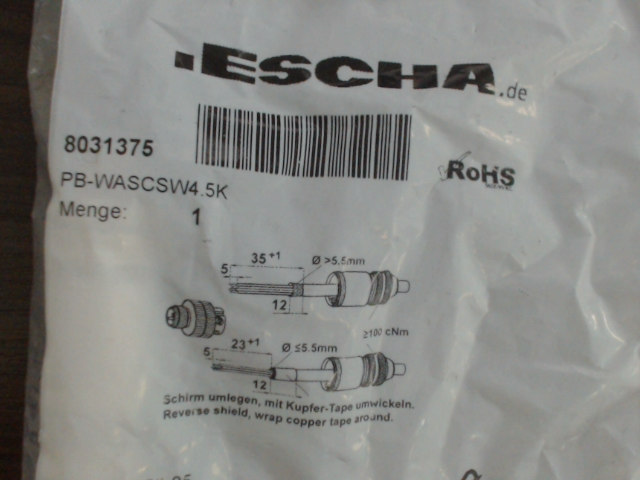 .ESCHA.de
8031375
RoHS
PB-WASCSW4.5K
Menge: 1
35 +1
Ø >5.5mm
5
12
≥100 cNm
23 +1
Ø ≤5.5mm
5
12
Schirm umlegen, mit Kupfer-Tape umwickeln.
Reverse shield, wrap copper tape around.